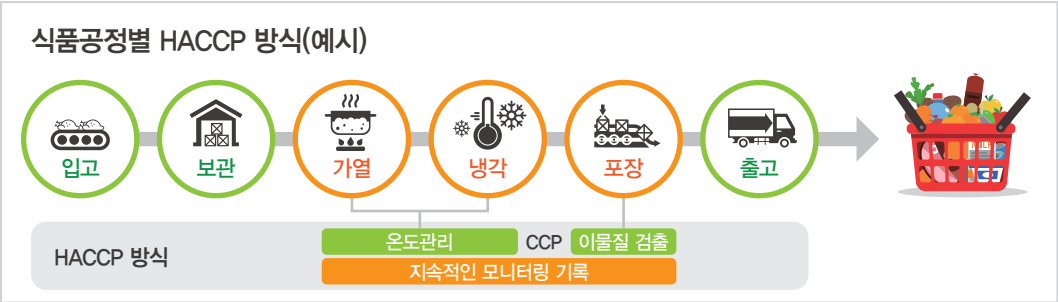 식품공정별 HACCP 방식(예시)
입고
보관
가열
냉각
포장
출고
HACCP 방식
온도관리
CCP
이물질 검출
지속적인 모니터링 기록